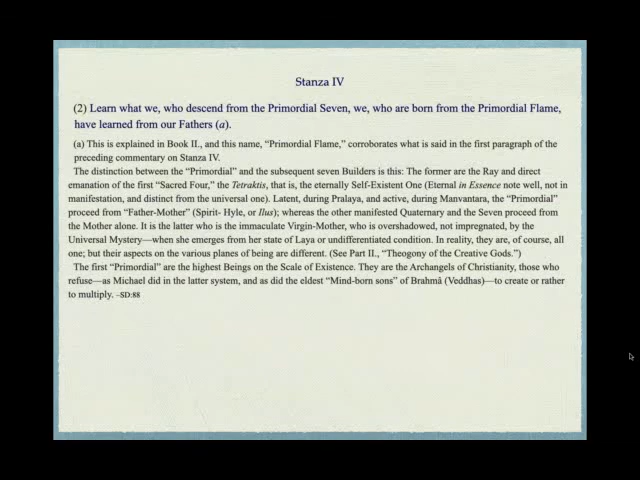 Stanza IV
(2) Learn what we, who descend from the Primordial Seven, we, who are born from the Primordial Flame,
have learned from our Fathers (a).
(a) This is explained in Book II., and this name, “Primordial Flame,” corroborates what is said in the first paragraph of the
preceding commentary on Stanza IV.
The distinction between the “Primordial” and the subsequent seven Builders is this: The former are the Ray and direct
emanation of the first “Sacred Four,” the Tetraktis, that is, the eternally Self-Existent One (Eternal in Essence note well, not in
manifestation, and distinct from the universal one). Latent, during Pralaya, and active, during Manvantara, the “Primordial”
proceed from “Father-Mother” (Spirit- Hyle, or Ilus); whereas the other manifested Quaternary and the Seven proceed from
the Mother alone. It is the latter who is the immaculate Virgin-Mother, who is overshadowed, not impregnated, by the
Universal Mystery—when she emerges from her state of Laya or undifferentiated condition. In reality, they are, of course, all
one; but their aspects on the various planes of being are different. (See Part II., “Theogony of the Creative Gods.”)
The first “Primordial” are the highest Beings on the Scale of Existence. They are the Archangels of Christianity, those who
refuse—as Michael did in the latter system, and as did the eldest “Mind-born sons” of Brahmâ (Veddhas)—to create or rather
to multiply. –SD:88